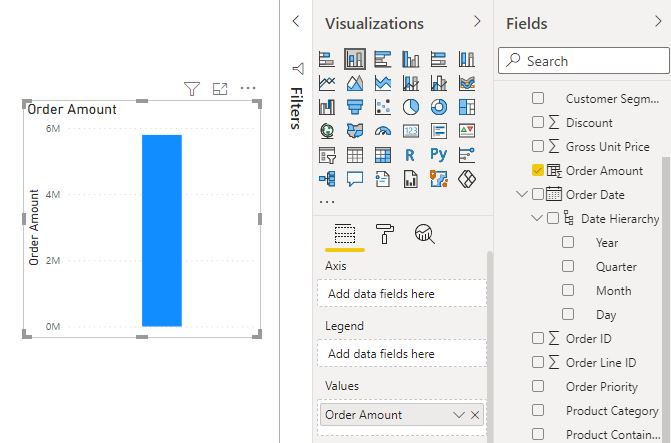 Order Amount
6M
4M
2M
0M
Order Amount
Filters
Visualizations
123
R
Py
Axis
Add data fields here
Legend
Add data fields here
Values
Order Amount
Fields
Search
Customer Segm...
Discount
Gross Unit Price
Order Amount
Order Date
Date Hierarchy
Year
Quarter
Month
Day
Order ID
Order Line ID
Order Priority
Product Category
Product Contain...